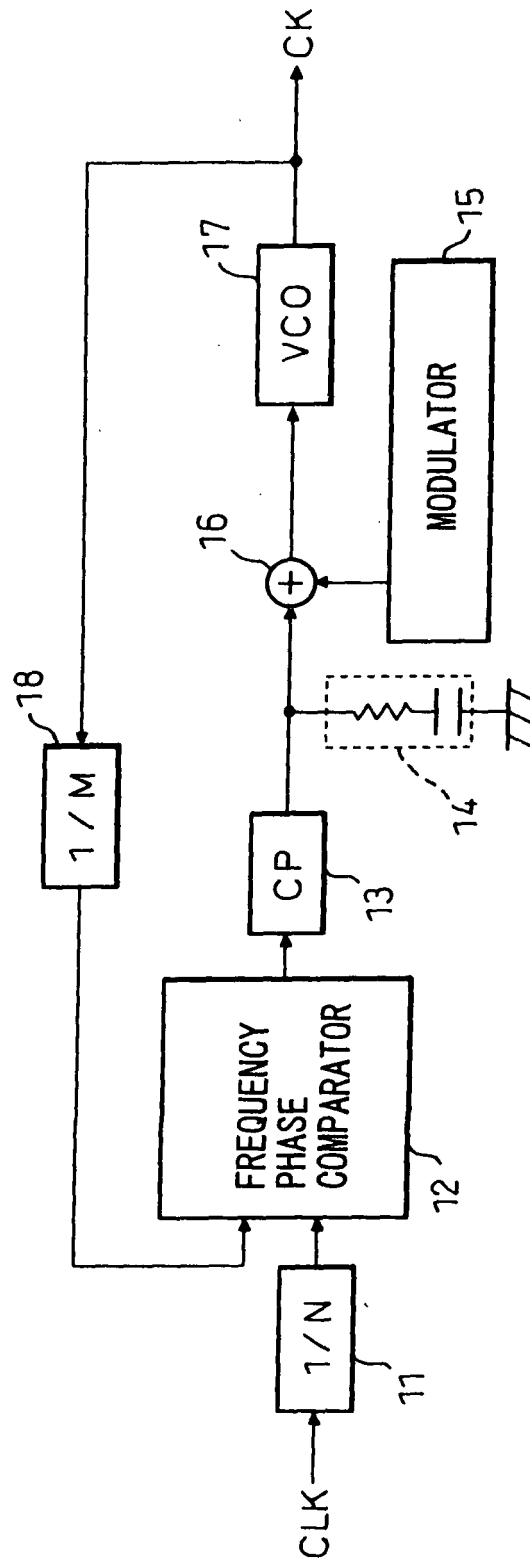 CLK
1/N
11
FREQUENCY
PHASE
COMPARATOR
12
CP
13
14
+
16
MODULATOR
15
VCO
17
CK
1/M
18